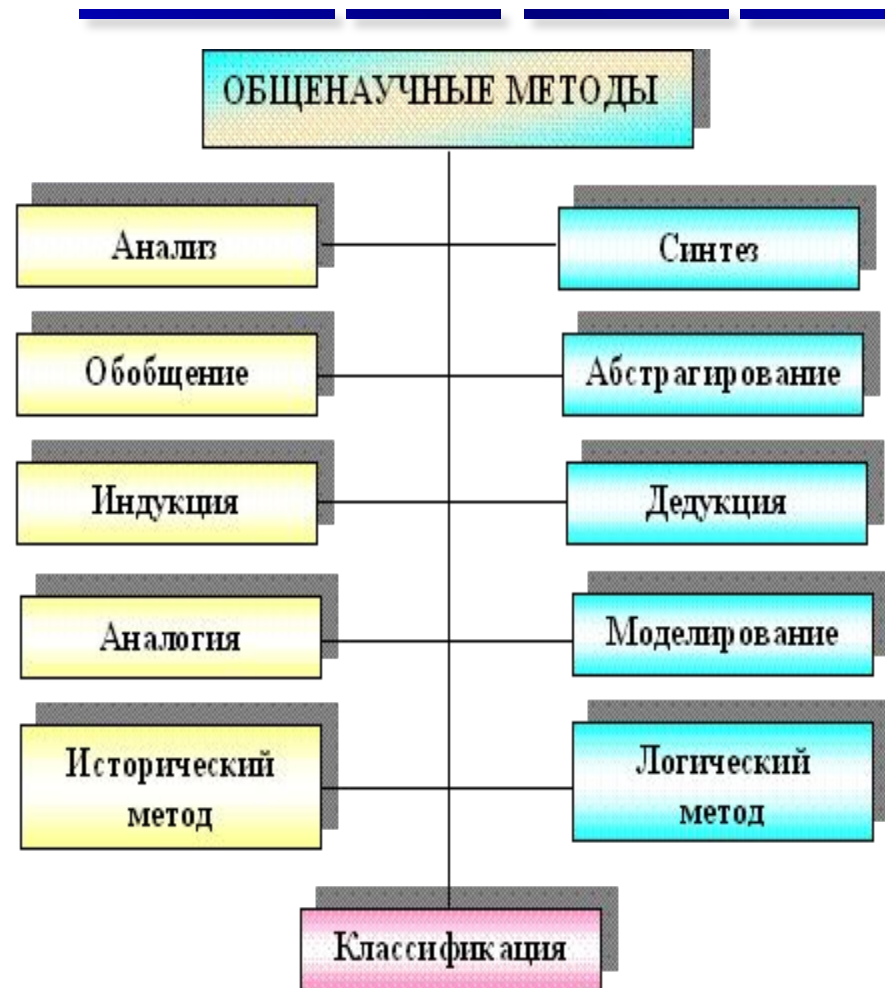 ОБЩЕНАУЧНЫЕ МЕТОДЫ
Анализ
Синтез
Обобщение
Абстрагирование
Индукция
Дедукция
Аналогия
Моделирование
Исторический
метод
Логический
метод
Классификация